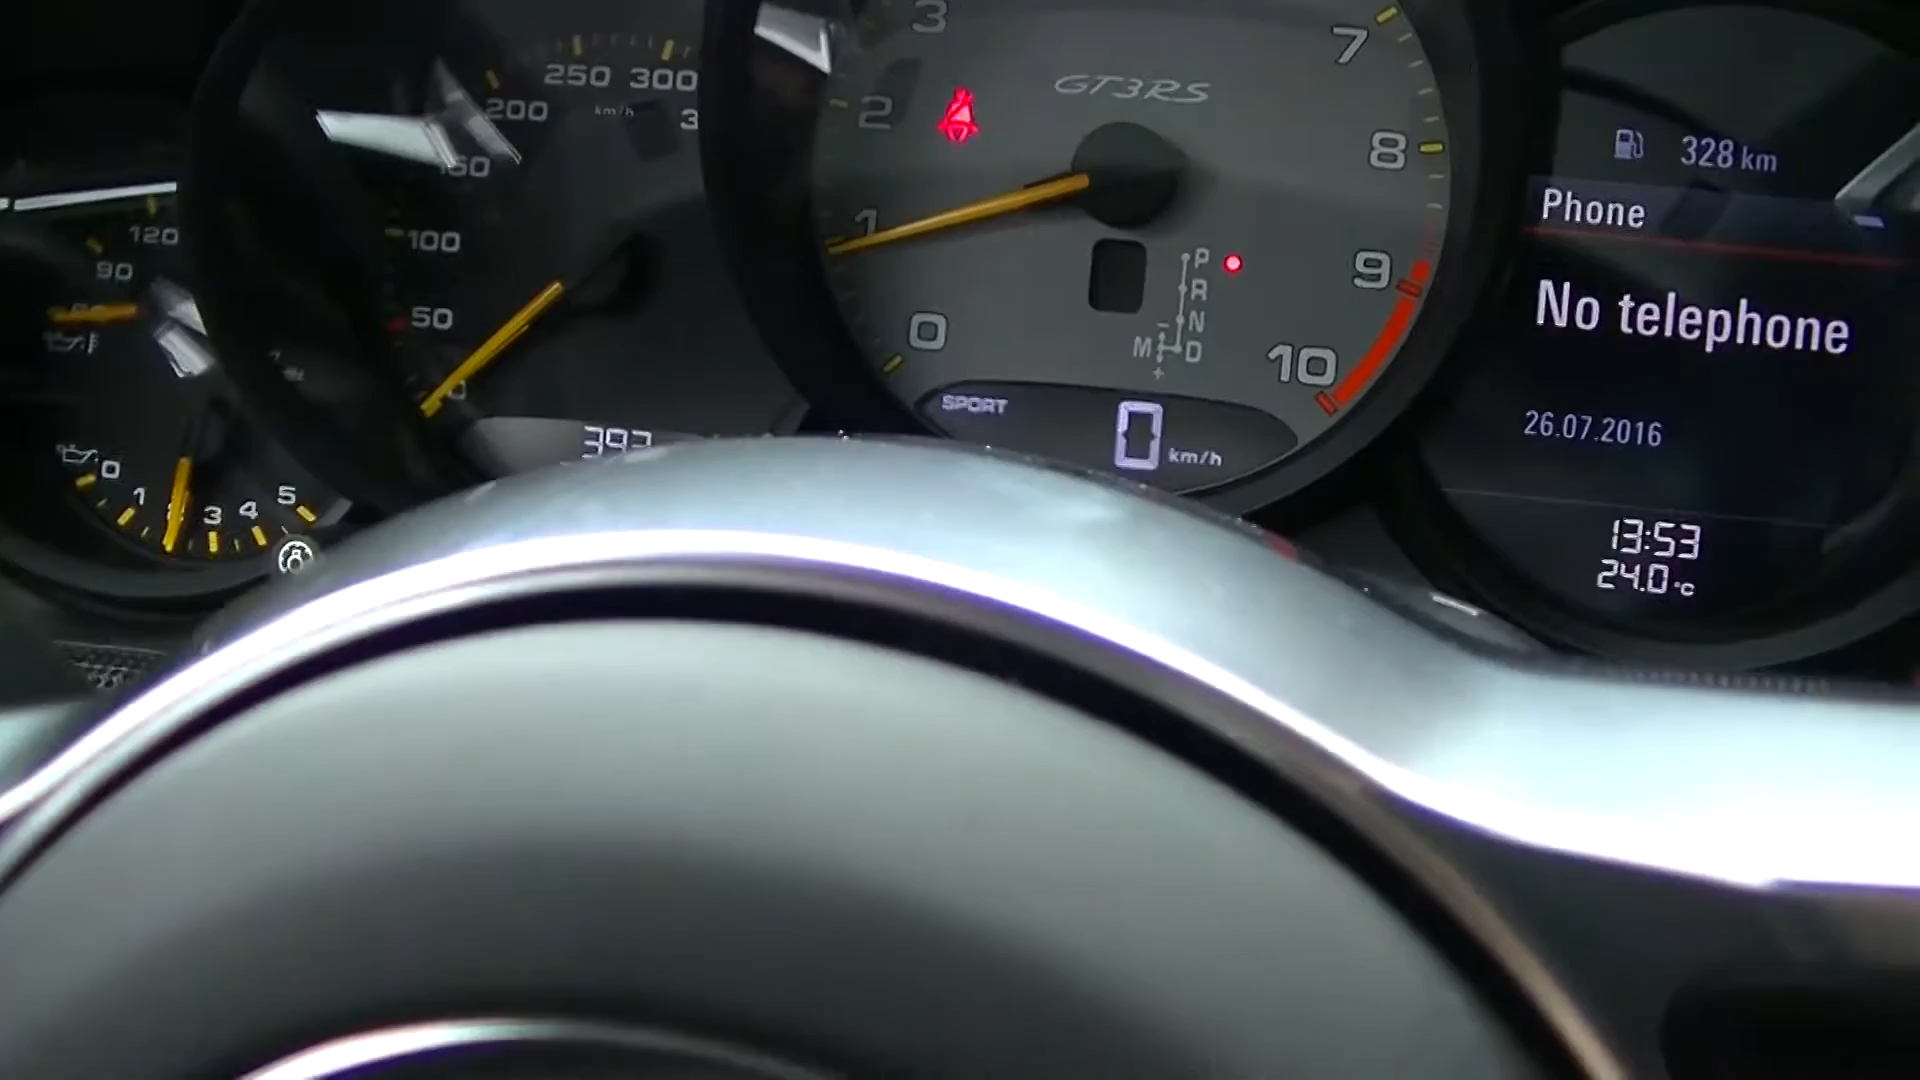 120
90
0
1
3
4
5
250
300
200
km/h
100
50
3
2
1
0
GT3RS
7
8
9
10
P
R
N
M
D
+
SPORT
0 km/h
328 km
Phone
No telephone
26.07.2016
13:53
24.0 °C